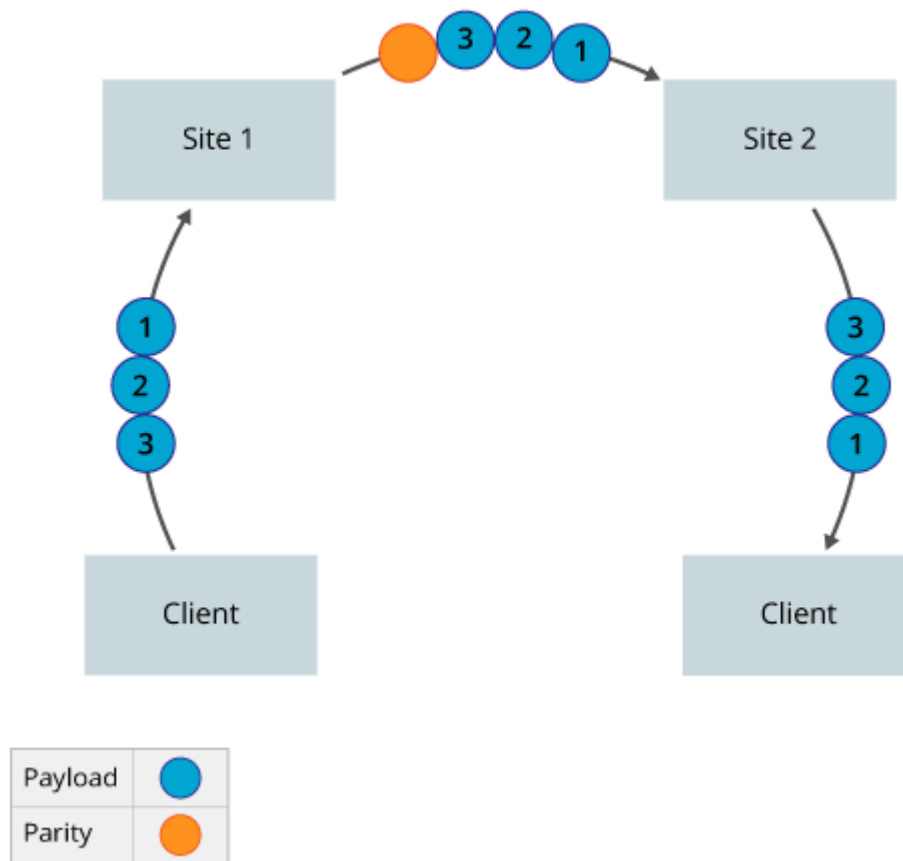 3 2 1
Site 1
Site 2
1
2
3
3
2
1
Client
Client
Payload
Parity